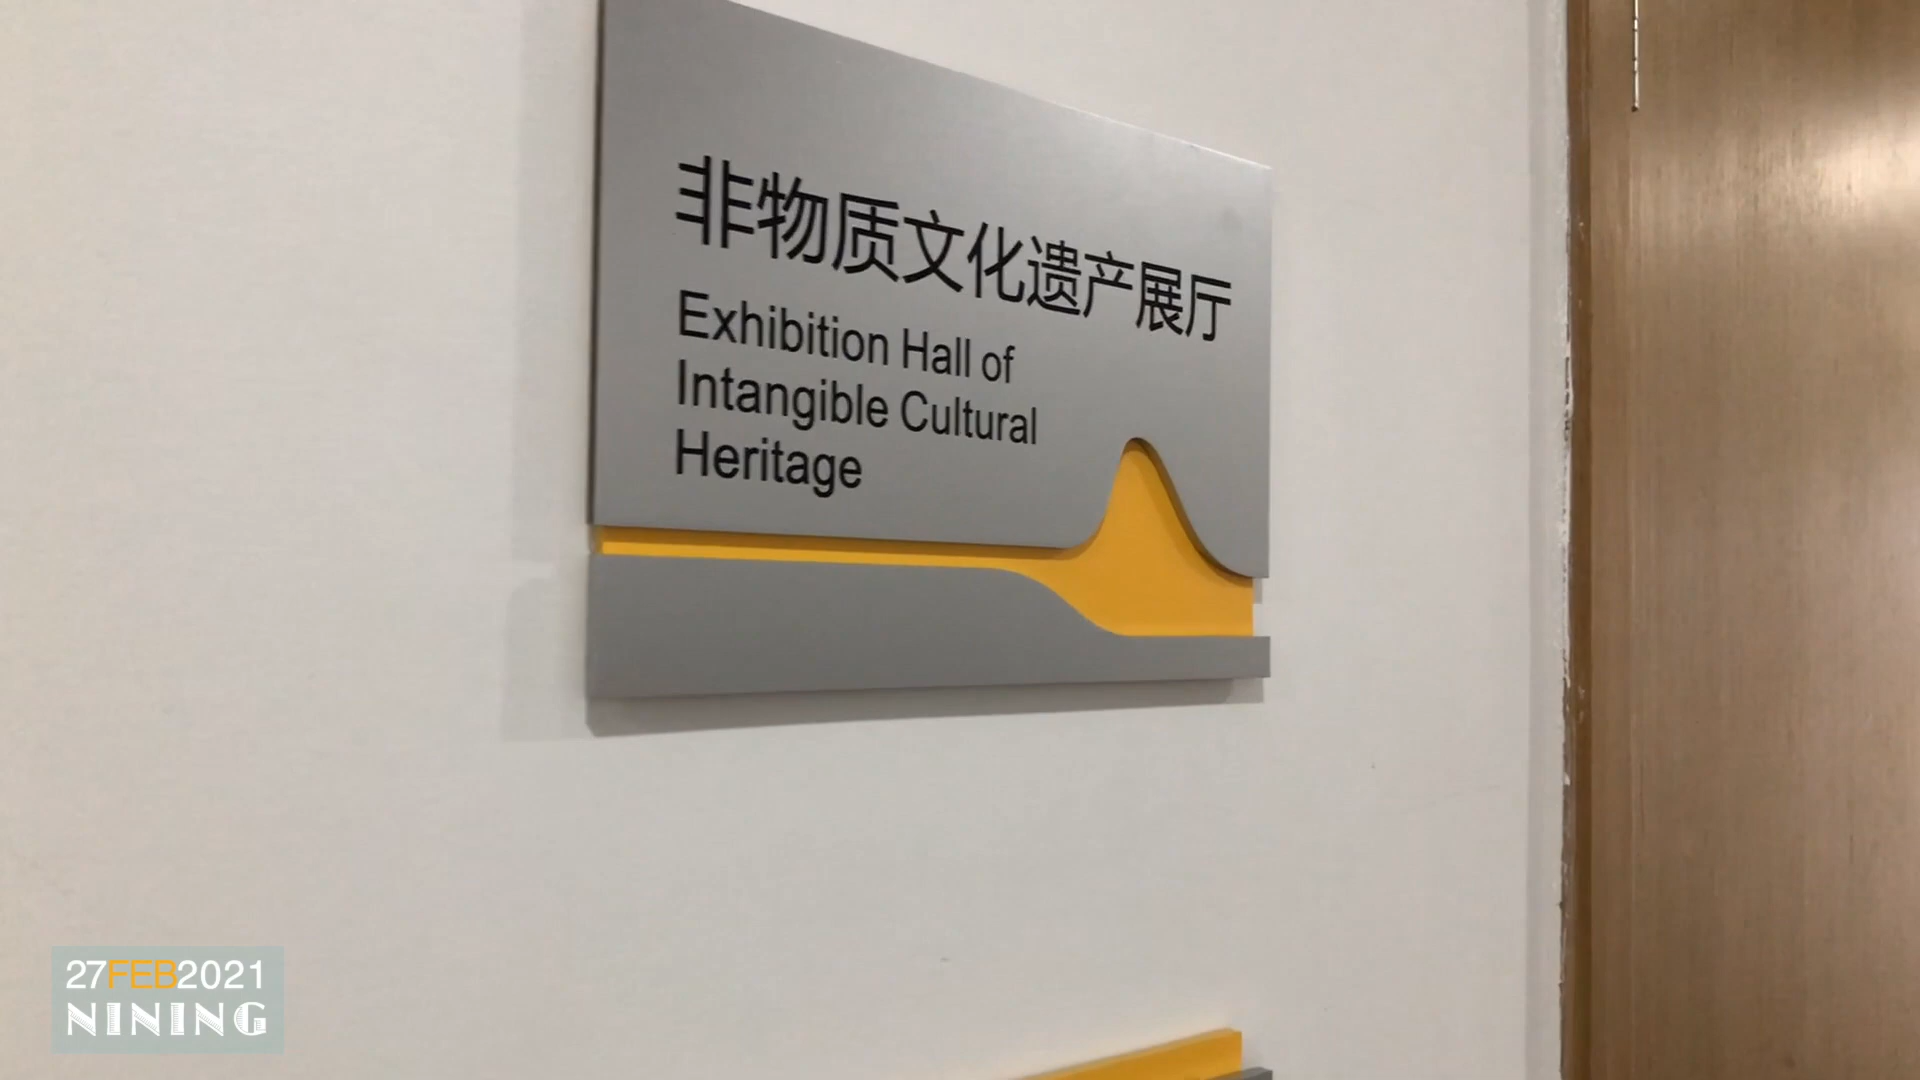 非物质文化遗产展厅
Exhibition Hall of
Intangible Cultural
Heritage
27FEB2021
NINING